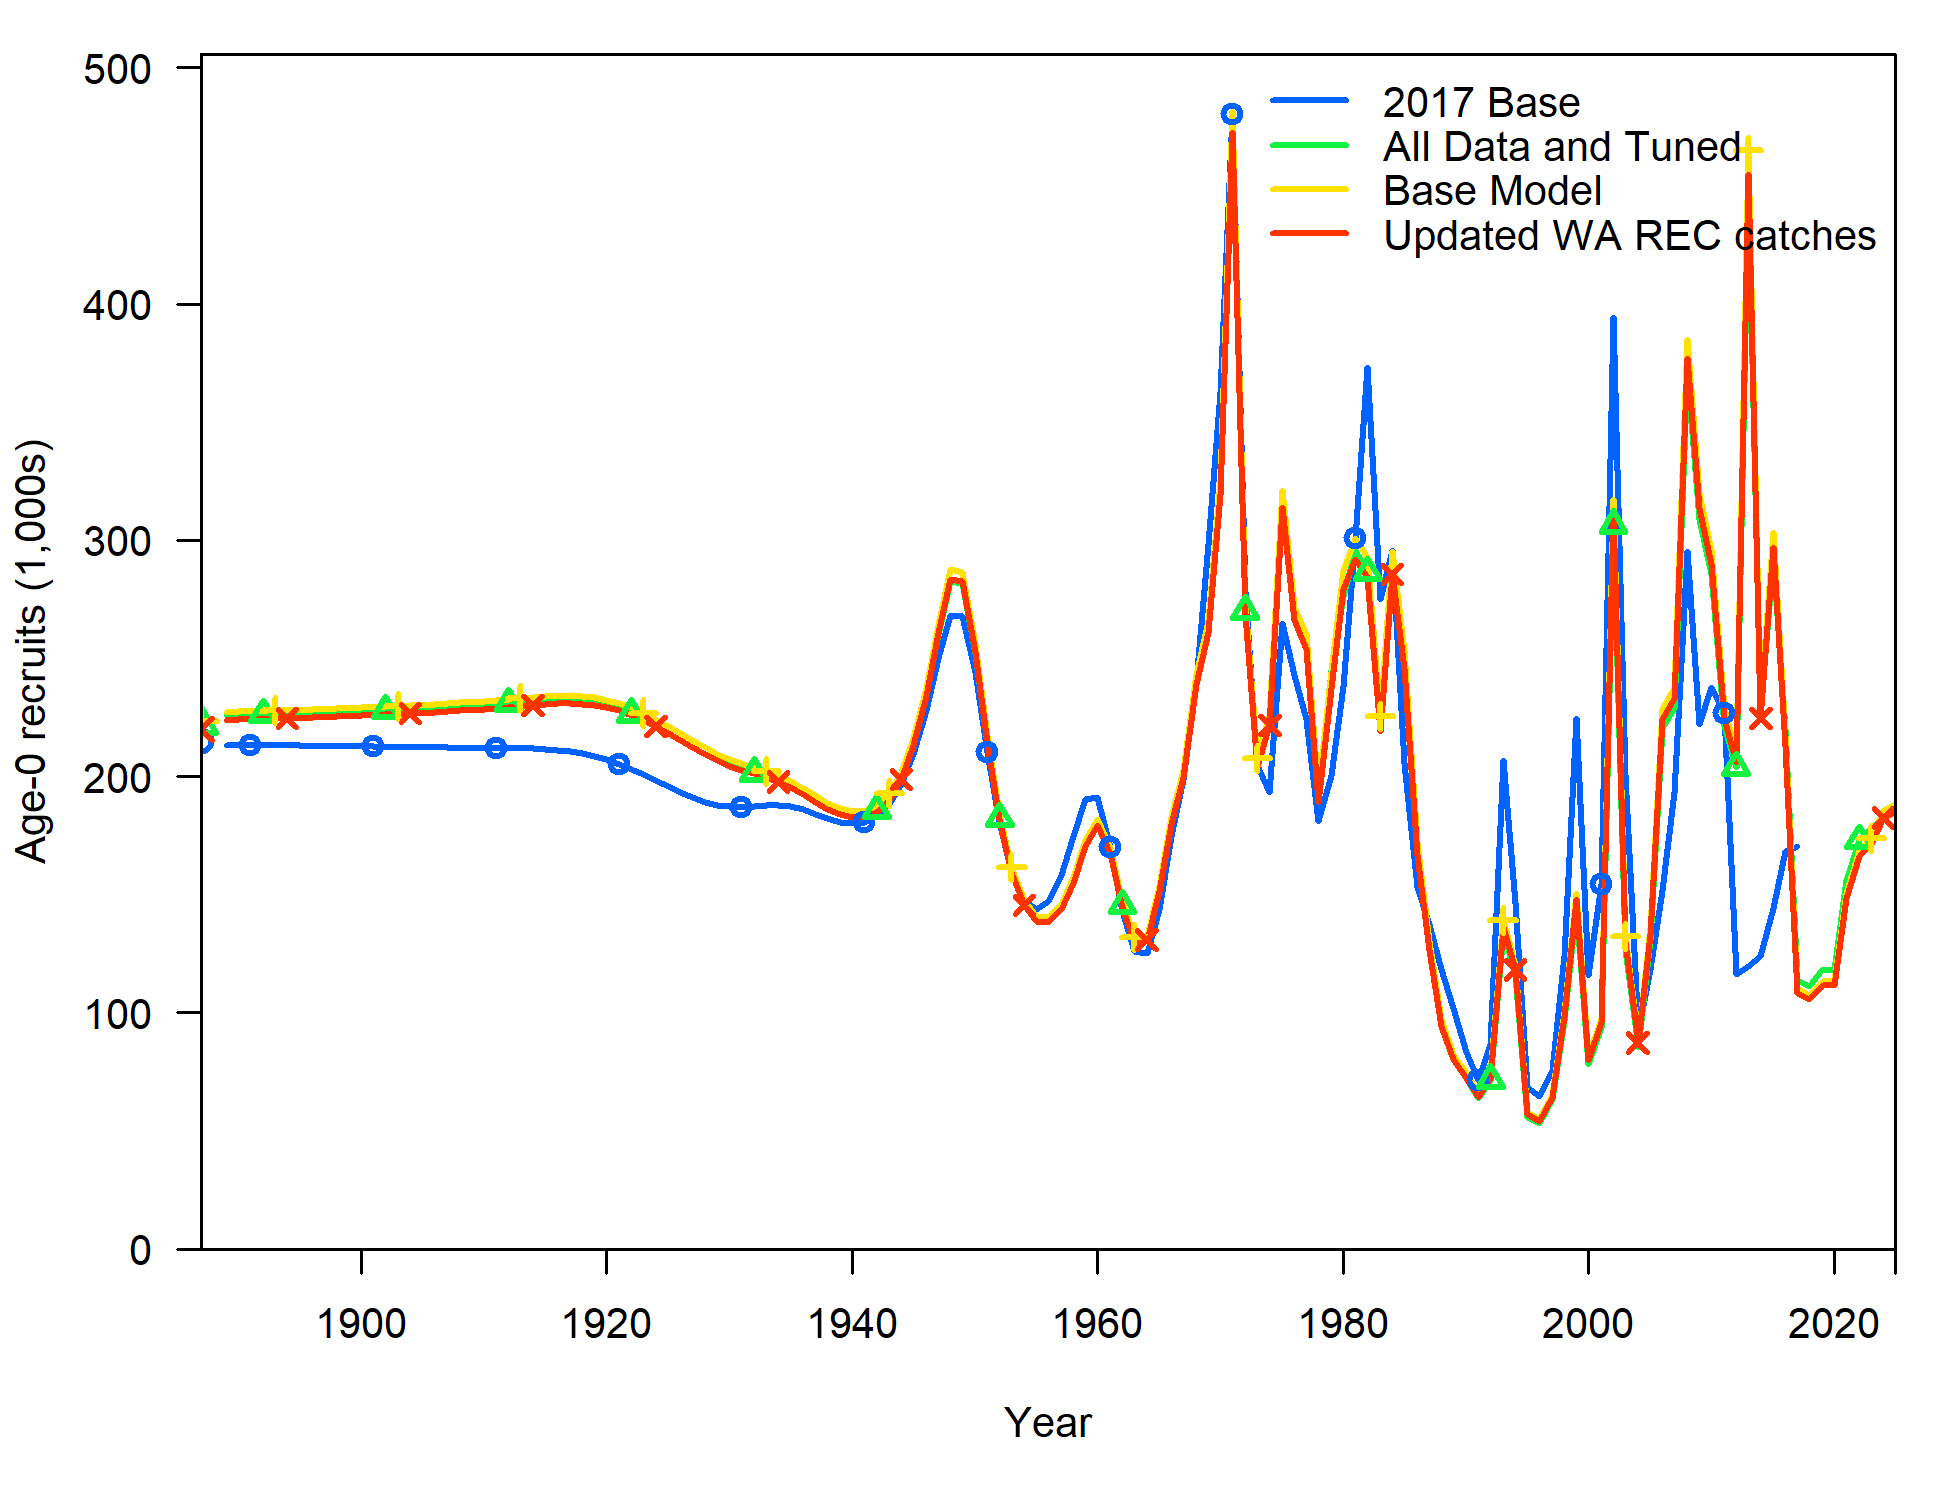 500
400
300
200
100
0
Age-0 recruits (1,000s)
2017 Base
All Data and Tuned
Base Model
Updated WA REC catches
1900
1920
1940
1960
1980
2000
2020
Year